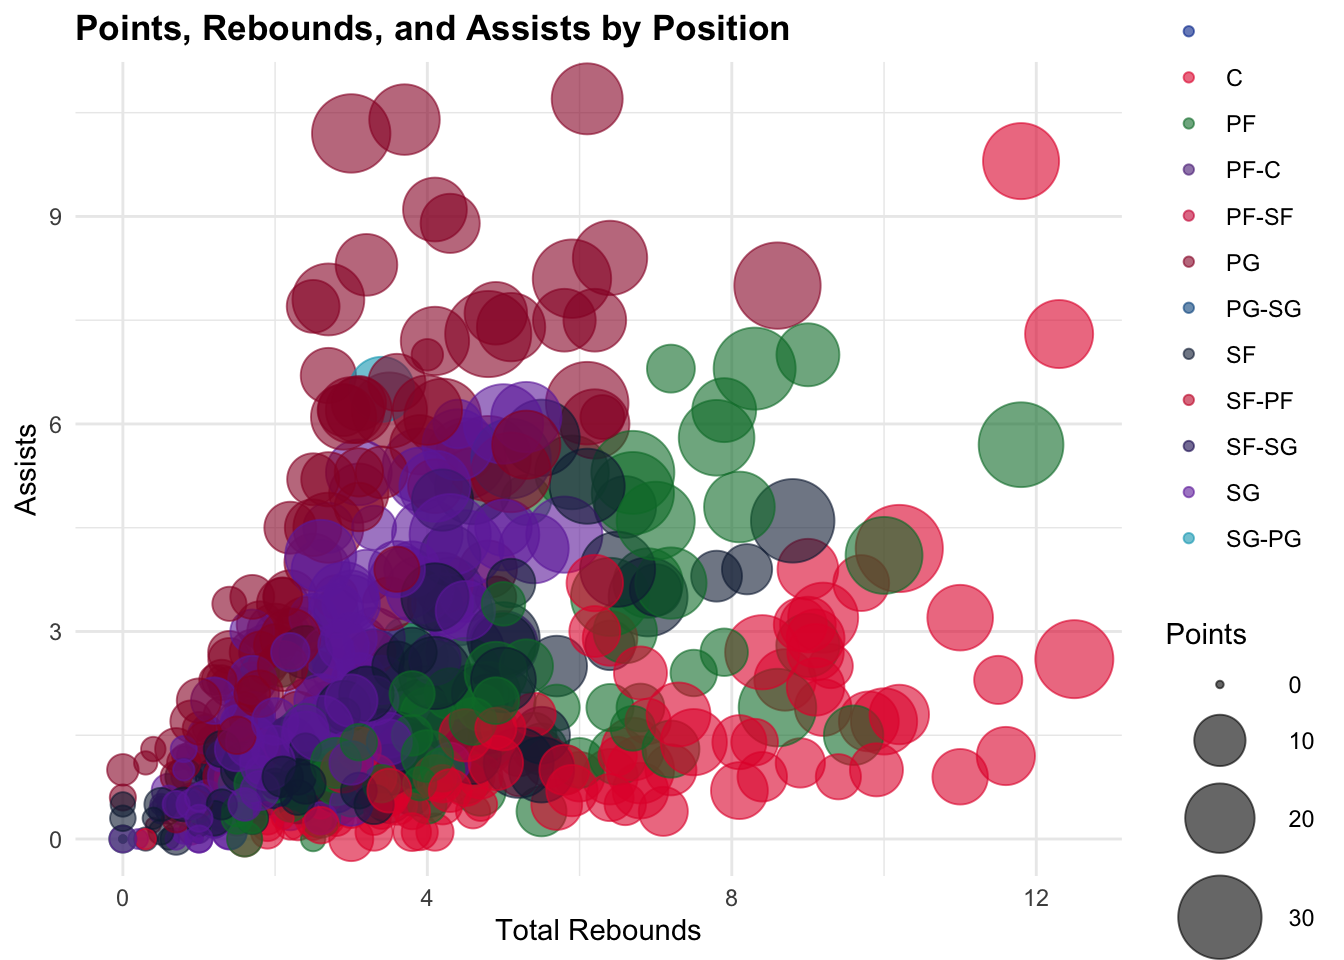 Points, Rebounds, and Assists by Position
C
PF
PF-C
PF-SF
PG
PG-SG
SF
SF-PF
SF-SG
SG
SG-PG
Points
0
10
20
30
9
6
3
0
Assists
0 4 8 12
Total Rebounds